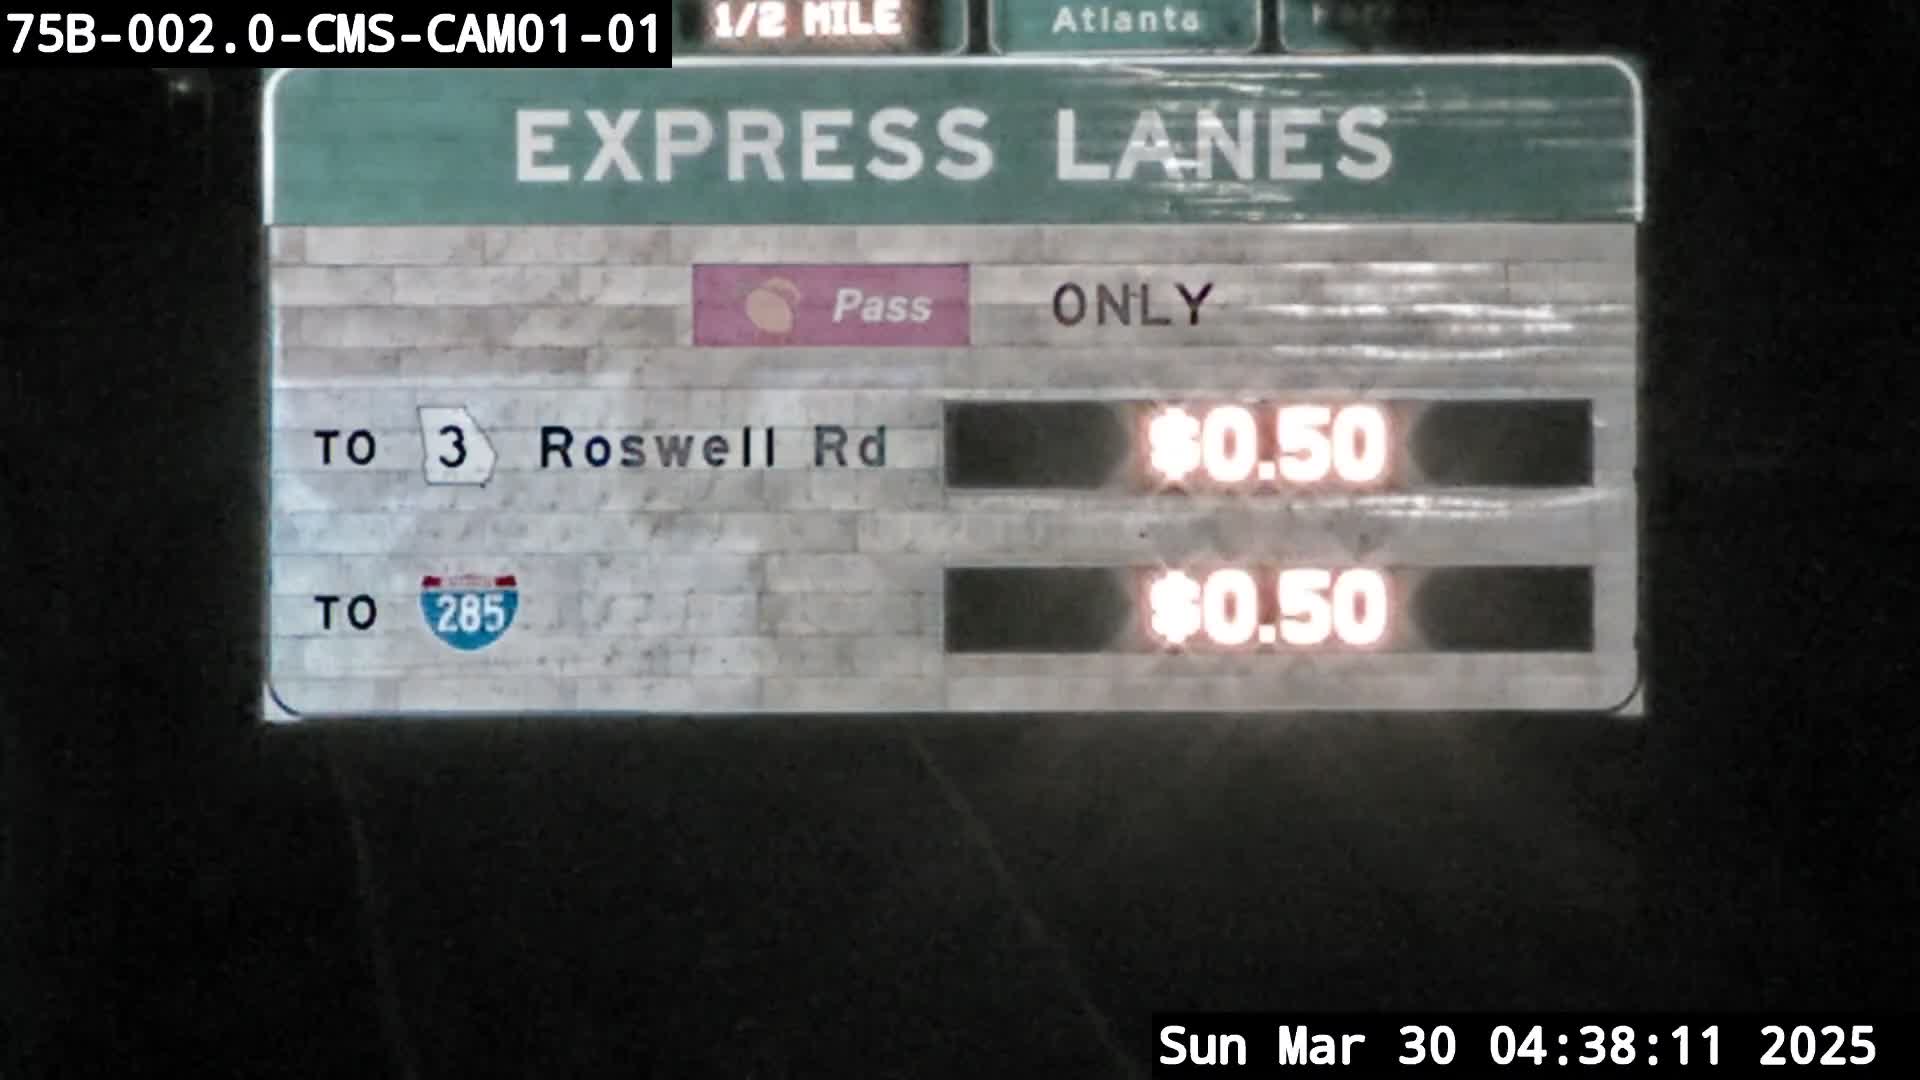 75B-002.0-CMS-CAM01-01
1/2 MILE
Atlanta
EXPRESS LANES
Pass ONLY
TO 3 Roswell Rd $0.50
TO 285 $0.50
Sun Mar 30 04:38:11 2025